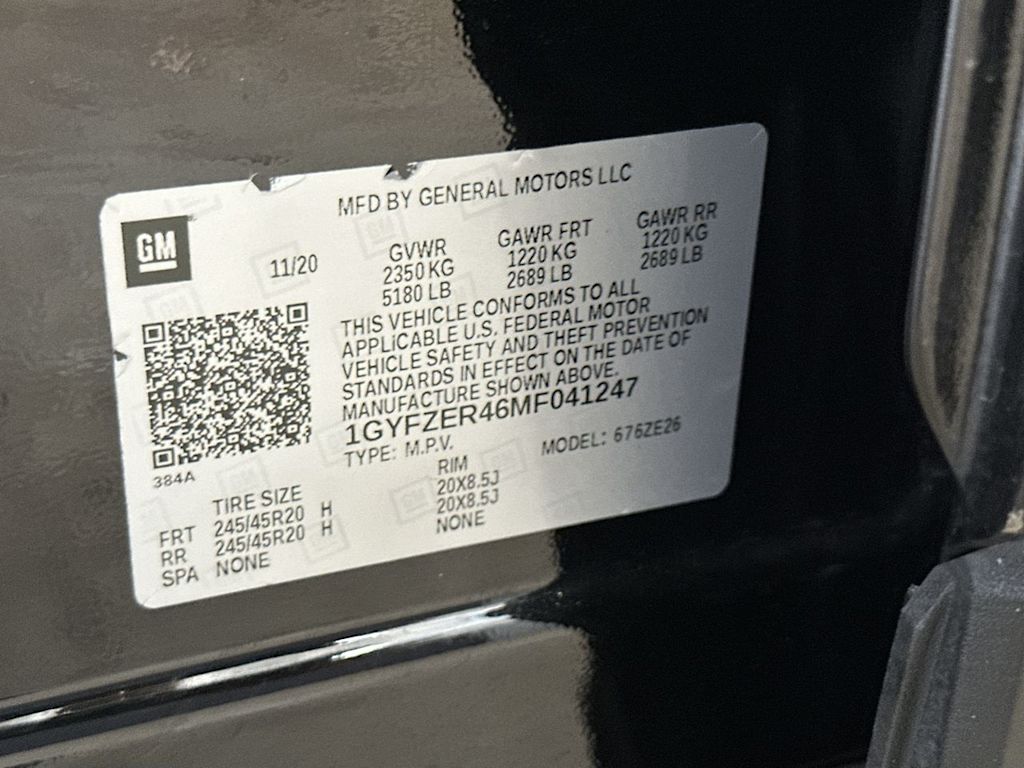 MFD BY GENERAL MOTORS LLC
GM
11/20
GVWR
2350 KG
5180 LB
GAWR FRT
1220 KG
2689 LB
GAWR RR
1220 KG
2689 LB
THIS VEHICLE CONFORMS TO ALL
APPLICABLE U.S. FEDERAL MOTOR
VEHICLE SAFETY AND THEFT PREVENTION
STANDARDS IN EFFECT ON THE DATE OF
MANUFACTURE SHOWN ABOVE.
1GYFZER46MF041247
TYPE: M.P.V. MODEL: 676ZE26
384A
TIRE SIZE RIM
FRT 245/45R20 H 20X8.5J
RR 245/45R20 H 20X8.5J
SPA NONE NONE